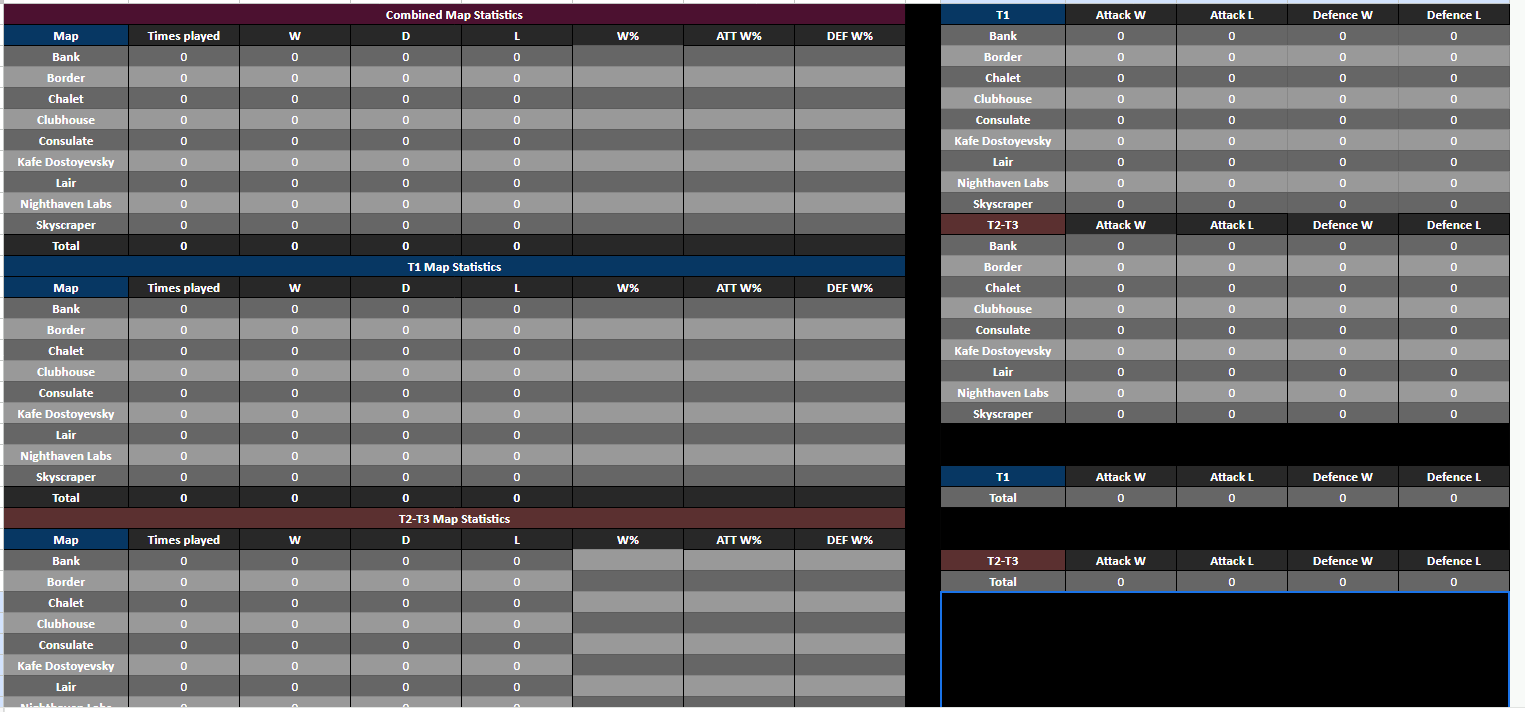 Combined Map Statistics
Map Times played W D L W% ATT W% DEF W%
Bank 0 0 0 0
Border 0 0 0 0
Chalet 0 0 0 0
Clubhouse 0 0 0 0
Consulate 0 0 0 0
Kafe Dostoyevsky 0 0 0 0
Lair 0 0 0 0
Nighthaven Labs 0 0 0 0
Skyscraper 0 0 0 0
Total 0 0 0 0
T1 Map Statistics
Map Times played W D L W% ATT W% DEF W%
Bank 0 0 0 0
Border 0 0 0 0
Chalet 0 0 0 0
Clubhouse 0 0 0 0
Consulate 0 0 0 0
Kafe Dostoyevsky 0 0 0 0
Lair 0 0 0 0
Nighthaven Labs 0 0 0 0
Skyscraper 0 0 0 0
Total 0 0 0 0
T2-T3 Map Statistics
Map Times played W D L W% ATT W% DEF W%
Bank 0 0 0 0
Border 0 0 0 0
Chalet 0 0 0 0
Clubhouse 0 0 0 0
Consulate 0 0 0 0
Kafe Dostoyevsky 0 0 0 0
Lair 0 0 0 0
T1 Attack W Attack L Defence W Defence L
Bank 0 0 0 0
Border 0 0 0 0
Chalet 0 0 0 0
Clubhouse 0 0 0 0
Consulate 0 0 0 0
Kafe Dostoyevsky 0 0 0 0
Lair 0 0 0 0
Nighthaven Labs 0 0 0 0
Skyscraper 0 0 0 0
T2-T3 Attack W Attack L Defence W Defence L
Bank 0 0 0 0
Border 0 0 0 0
Chalet 0 0 0 0
Clubhouse 0 0 0 0
Consulate 0 0 0 0
Kafe Dostoyevsky 0 0 0 0
Lair 0 0 0 0
Nighthaven Labs 0 0 0 0
Skyscraper 0 0 0 0
T1 Attack W Attack L Defence W Defence L
Total 0 0 0 0
T2-T3 Attack W Attack L Defence W Defence L
Total 0 0 0 0